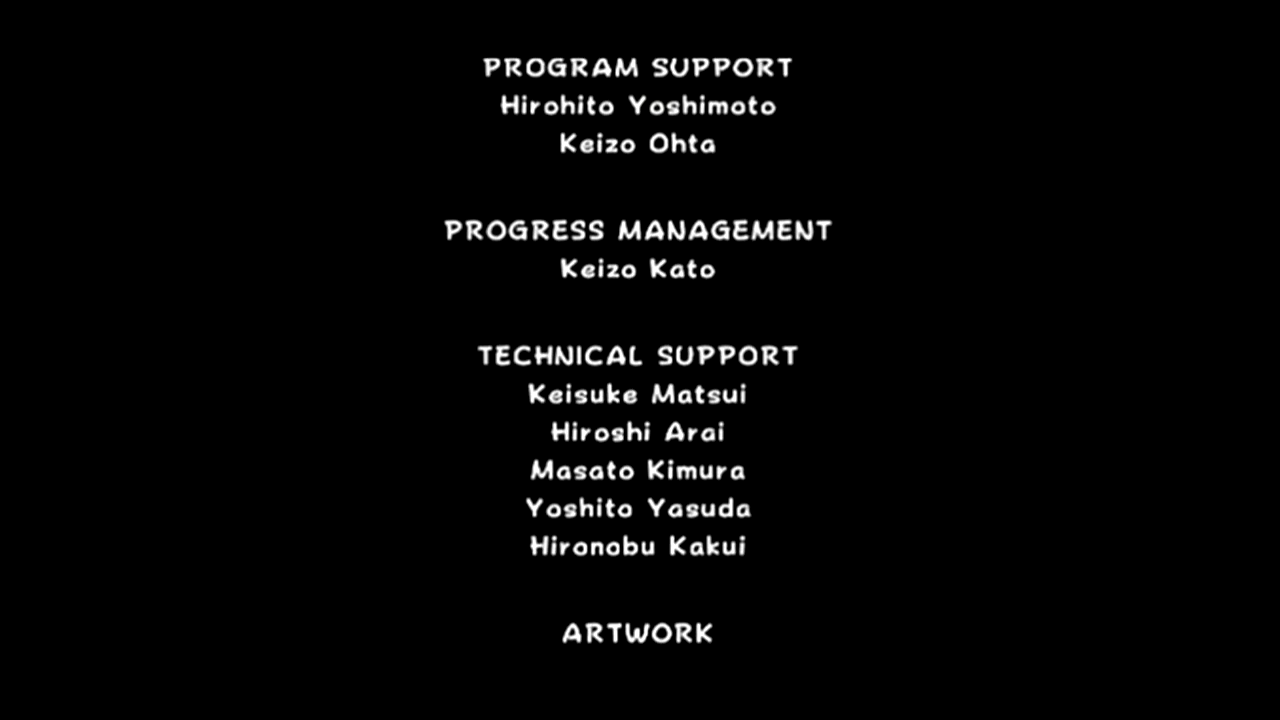 PROGRAM SUPPORT
Hirohito Yoshimoto
Keizo Ohta
PROGRESS MANAGEMENT
Keizo Kato
TECHNICAL SUPPORT
Keisuke Matsui
Hiroshi Arai
Masato Kimura
Yoshito Yasuda
Hironobu Kakui
ARTWORK